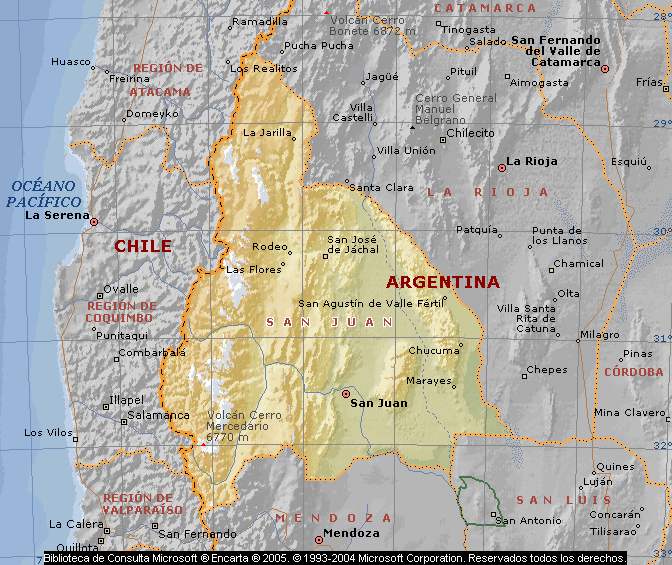 CATAMARCA
Ramadilla
Volcán Cerro
Bonete 6872 m
Tinogasta
Salado
San Fernando
del Valle de
Catamarca
Pucha Pucha
Huasco
Freirina
REGIÓN DE
ATACAMA
Los Realitos
Jagüé
Pituil
Aimogasta
Frías
Domeyko
Villa
Castelli
Cerro General
Manuel
Belgrano
29°
La Jarilla
Chilecito
Villa Unión
La Rioja
Esquiú
OCÉANO
PACÍFICO
Santa Clara
LA RIOJA
La Serena
CHILE
Rodeo
San José
de Jáchal
Patquía
Punta de
los Llanos
30°
Las Flores
Chamical
ARGENTINA
Ovalle
REGIÓN DE
COQUIMBO
San Agustín de Valle Fértil
Olta
Villa Santa
Rita de
Catuna
SAN JUAN
Punitaqui
Milagro
31°
Combarbalá
Chucuma
Pinas
Marayes
Chepes
CÓRDOBA
Illapel
San Juan
Salamanca
Volcán Cerro
Mercedario
6770 m
Mina Clavero
Los Vilos
32°
Quines
Luján
REGIÓN DE
VALPARAÍSO
SAN LUIS
MENDOZA
San Antonio
Concarán
La Calera
San Fernando
Mendoza
Tilisarao
Quillota
33°
Biblioteca de Consulta Microsoft ® Encarta ® 2005. © 1993-2004 Microsoft Corporation. Reservados todos los derechos.